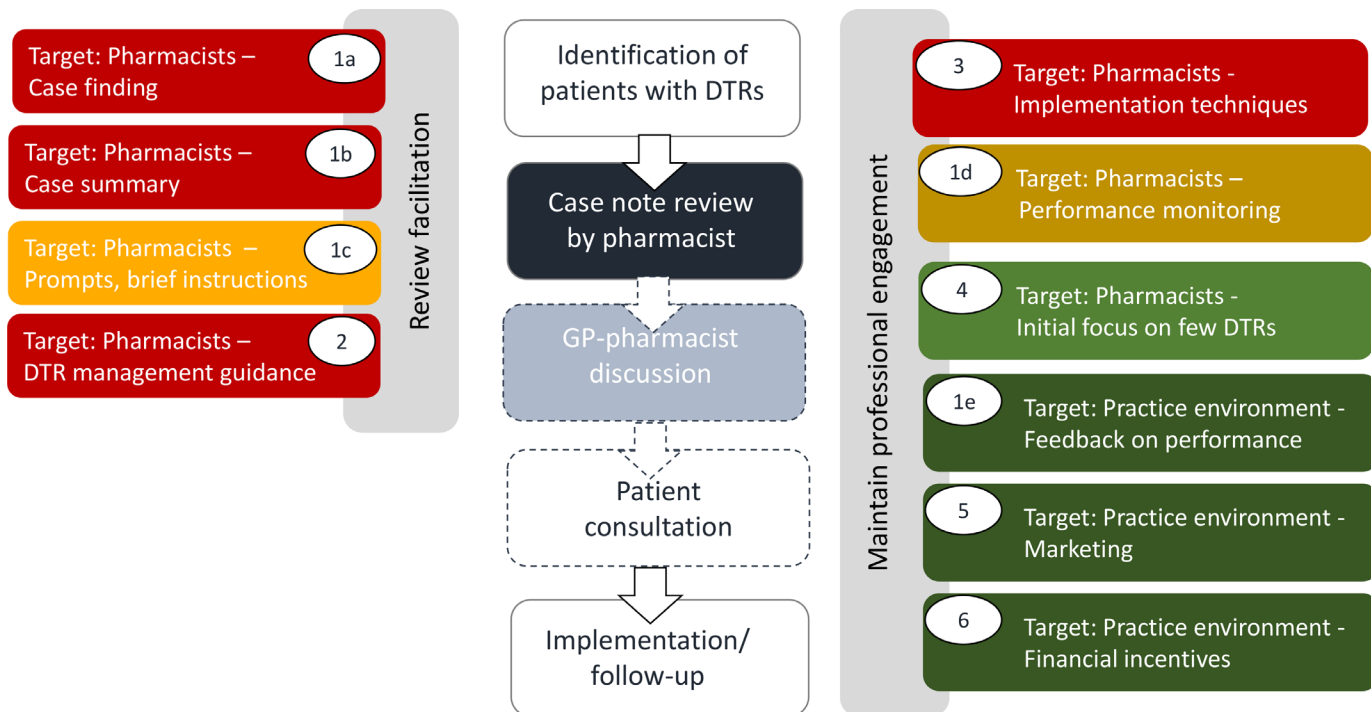 Target: Pharmacists –
Case finding
1a
Target: Pharmacists –
Case summary
1b
Target: Pharmacists –
Prompts, brief instructions
1c
Target: Pharmacists –
DTR management guidance
2
Review facilitation
Identification of
patients with DTRs
Case note review
by pharmacist
GP-pharmacist
discussion
Patient
consultation
Implementation/
follow-up
Maintain professional engagement
3
Target: Pharmacists -
Implementation techniques
1d
Target: Pharmacists –
Performance monitoring
4
Target: Pharmacists -
Initial focus on few DTRs
1e
Target: Practice environment -
Feedback on performance
5
Target: Practice environment -
Marketing
6
Target: Practice environment -
Financial incentives